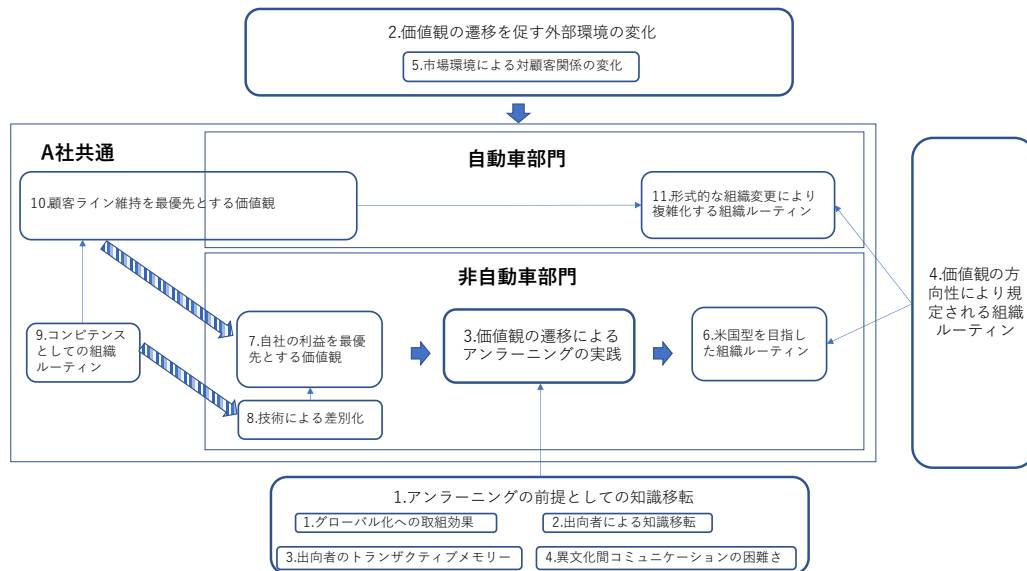 2.価値観の遷移を促す外部環境の変化
5.市場環境による対顧客関係の変化
A社共通
自動車部門
10.顧客ライン維持を最優先とする価値観
11.形式的な組織変更により
複雑化する組織ルーティン
非自動車部門
9.コンピテンス
としての組織
ルーティン
7.自社の利益を最優
先とする価値観
8.技術による差別化
3.価値観の遷移による
アンラーニングの実践
6.米国型を目指し
た組織ルーティン
4.価値観の方
向性により規
定される組織
ルーティン
1.アンラーニングの前提としての知識移転
1.グローバル化への取組効果
2.出向者による知識移転
3.出向者のトランザクティブメモリー
4.異文化間コミュニケーションの困難さ